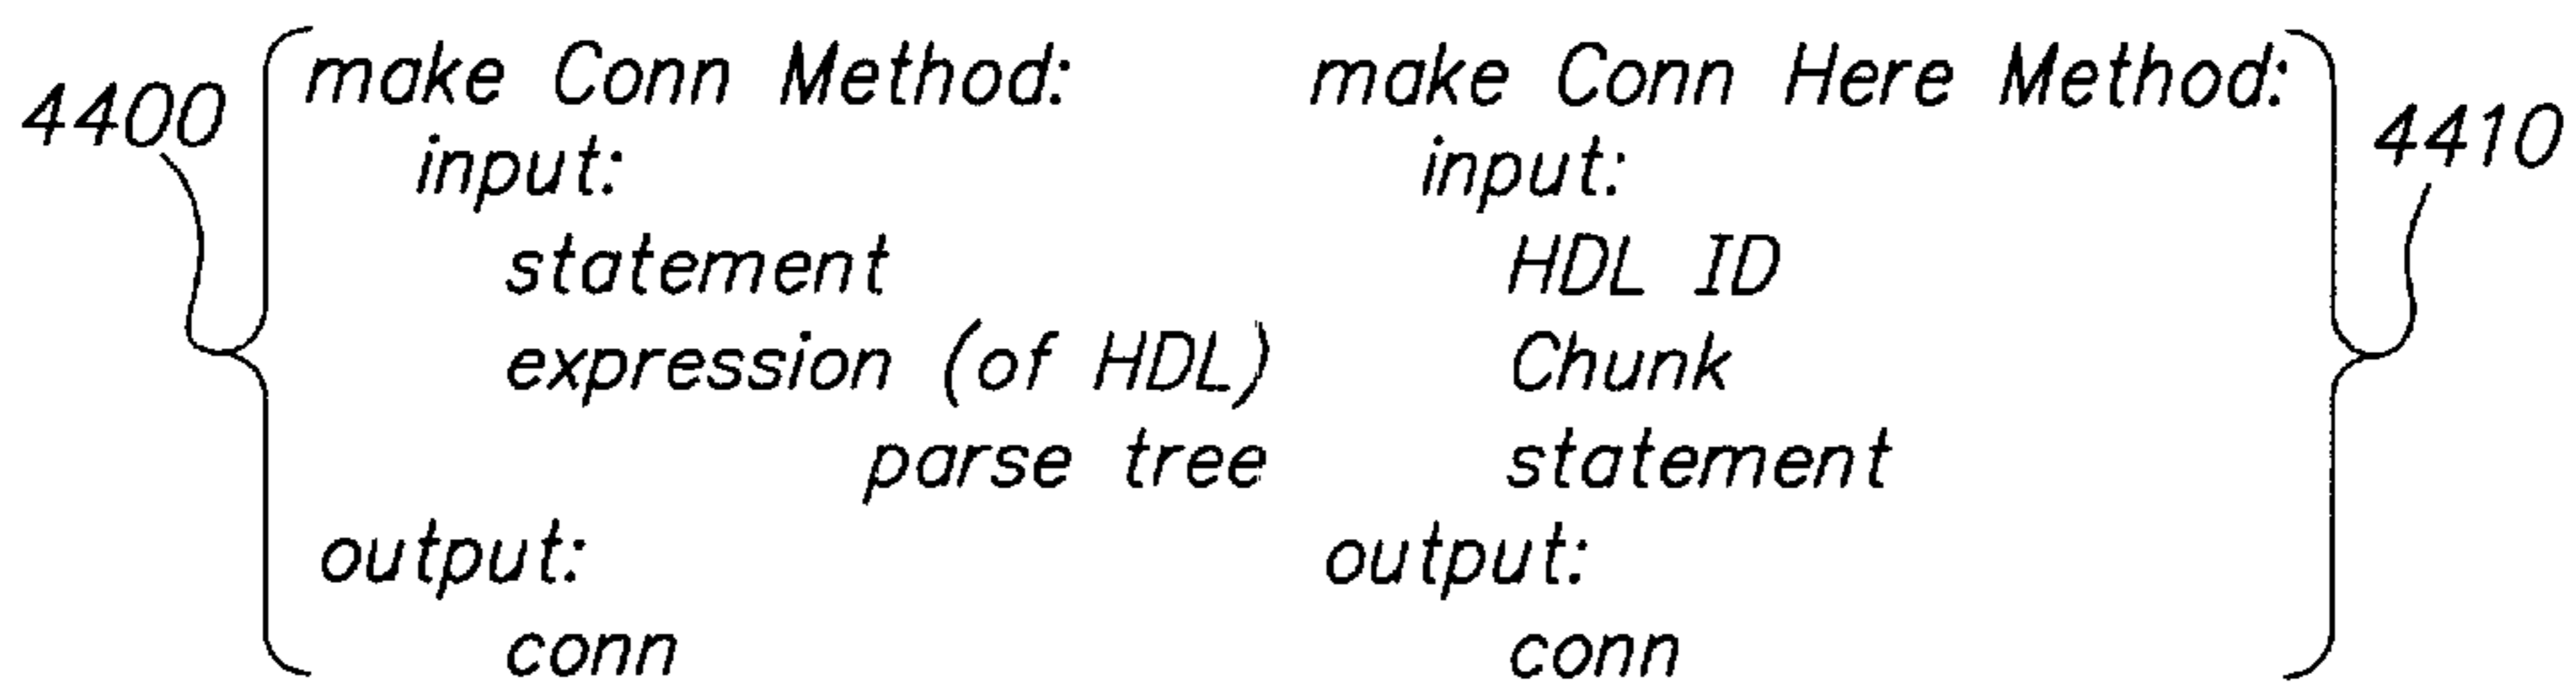 4400
make Conn Method:
input:
statement
expression (of HDL)
parse tree
output:
conn
make Conn Here Method:
input:
HDL ID
Chunk
statement
output:
conn
4410